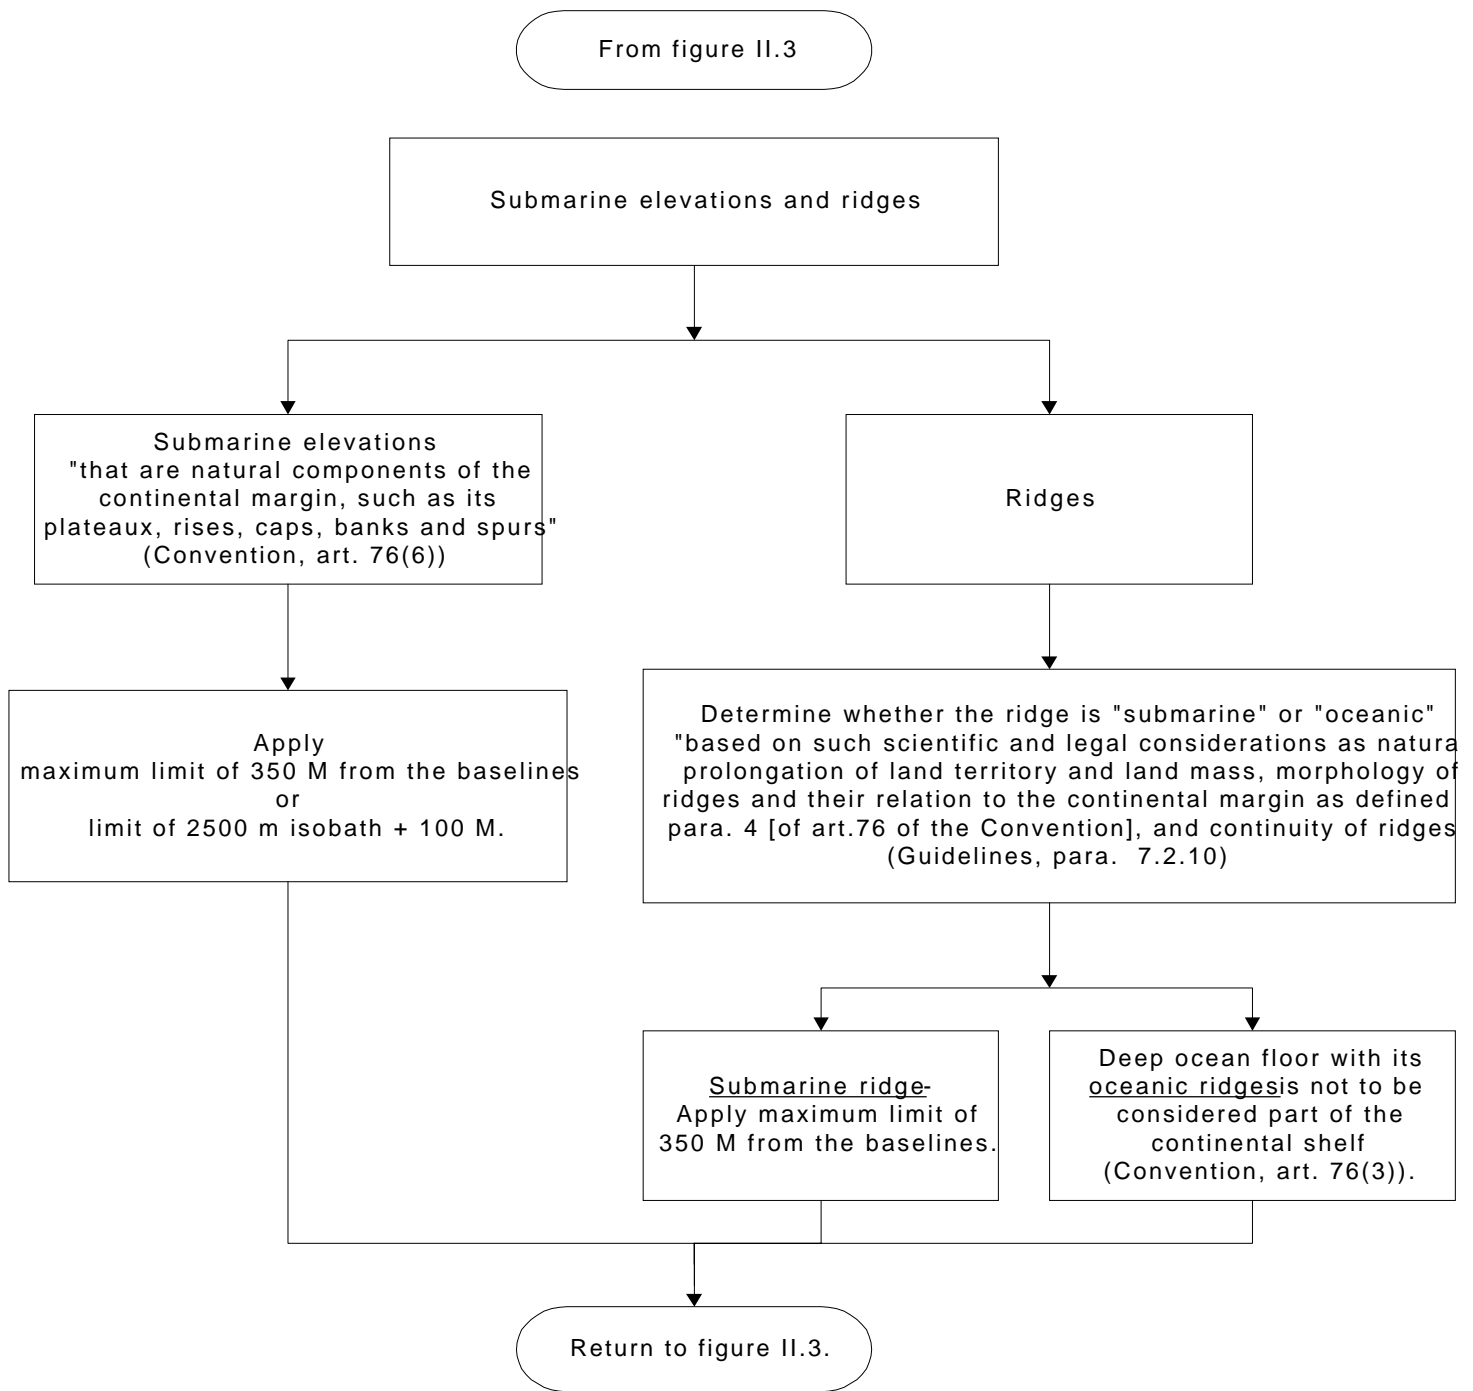 From figure II.3
Submarine elevations and ridges
Submarine elevations
"that are natural components of the
continental margin, such as its
plateaux, rises, caps, banks and spurs"
(Convention, art. 76(6))
Ridges
Apply
maximum limit of 350 M from the baselines
or
limit of 2500 m isobath + 100 M.
Determine whether the ridge is "submarine" or "oceanic"
"based on such scientific and legal considerations as natura
prolongation of land territory and land mass, morphology of
ridges and their relation to the continental margin as defined
para. 4 [of art.76 of the Convention], and continuity of ridges
(Guidelines, para. 7.2.10)
Submarine ridge-
Apply maximum limit of
350 M from the baselines.
Deep ocean floor with its
oceanic ridges is not to be
considered part of the
continental shelf
(Convention, art. 76(3)).
Return to figure II.3.